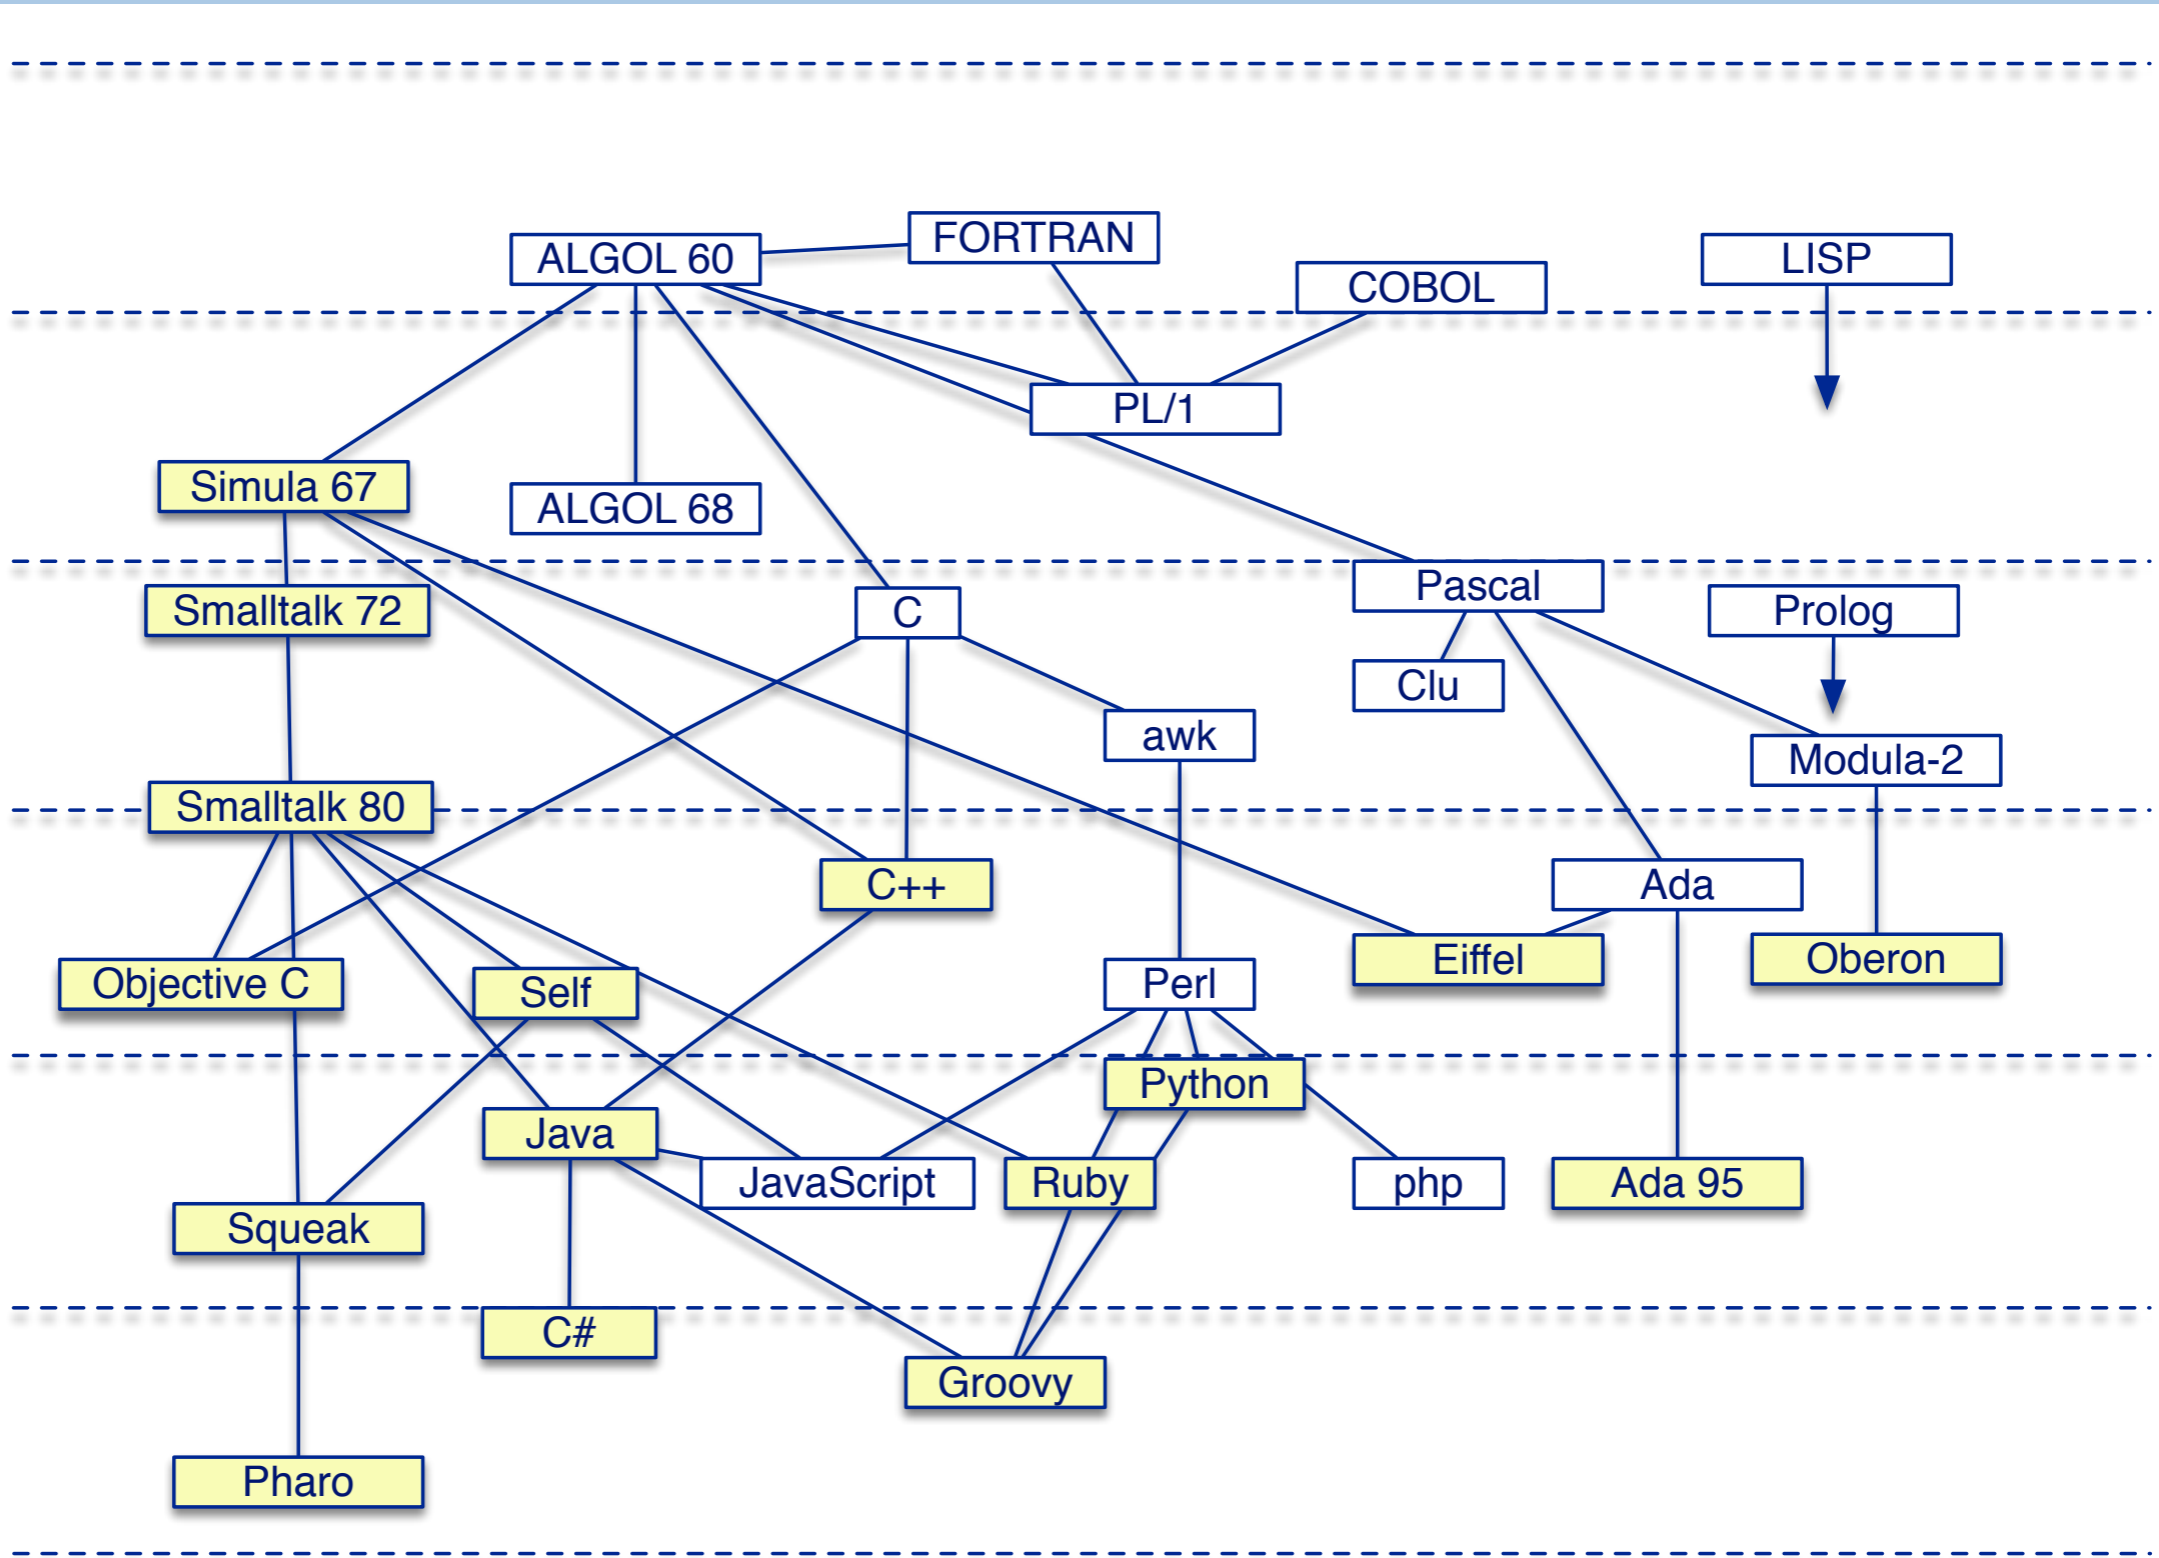 FORTRAN
ALGOL 60
LISP
COBOL
PL/1
Simula 67
ALGOL 68
Pascal
Smalltalk 72
C
Prolog
Clu
awk
Modula-2
Smalltalk 80
C++
Ada
Eiffel
Oberon
Objective C
Self
Perl
Python
Java
JavaScript
Ruby
php
Ada 95
Squeak
C#
Groovy
Pharo